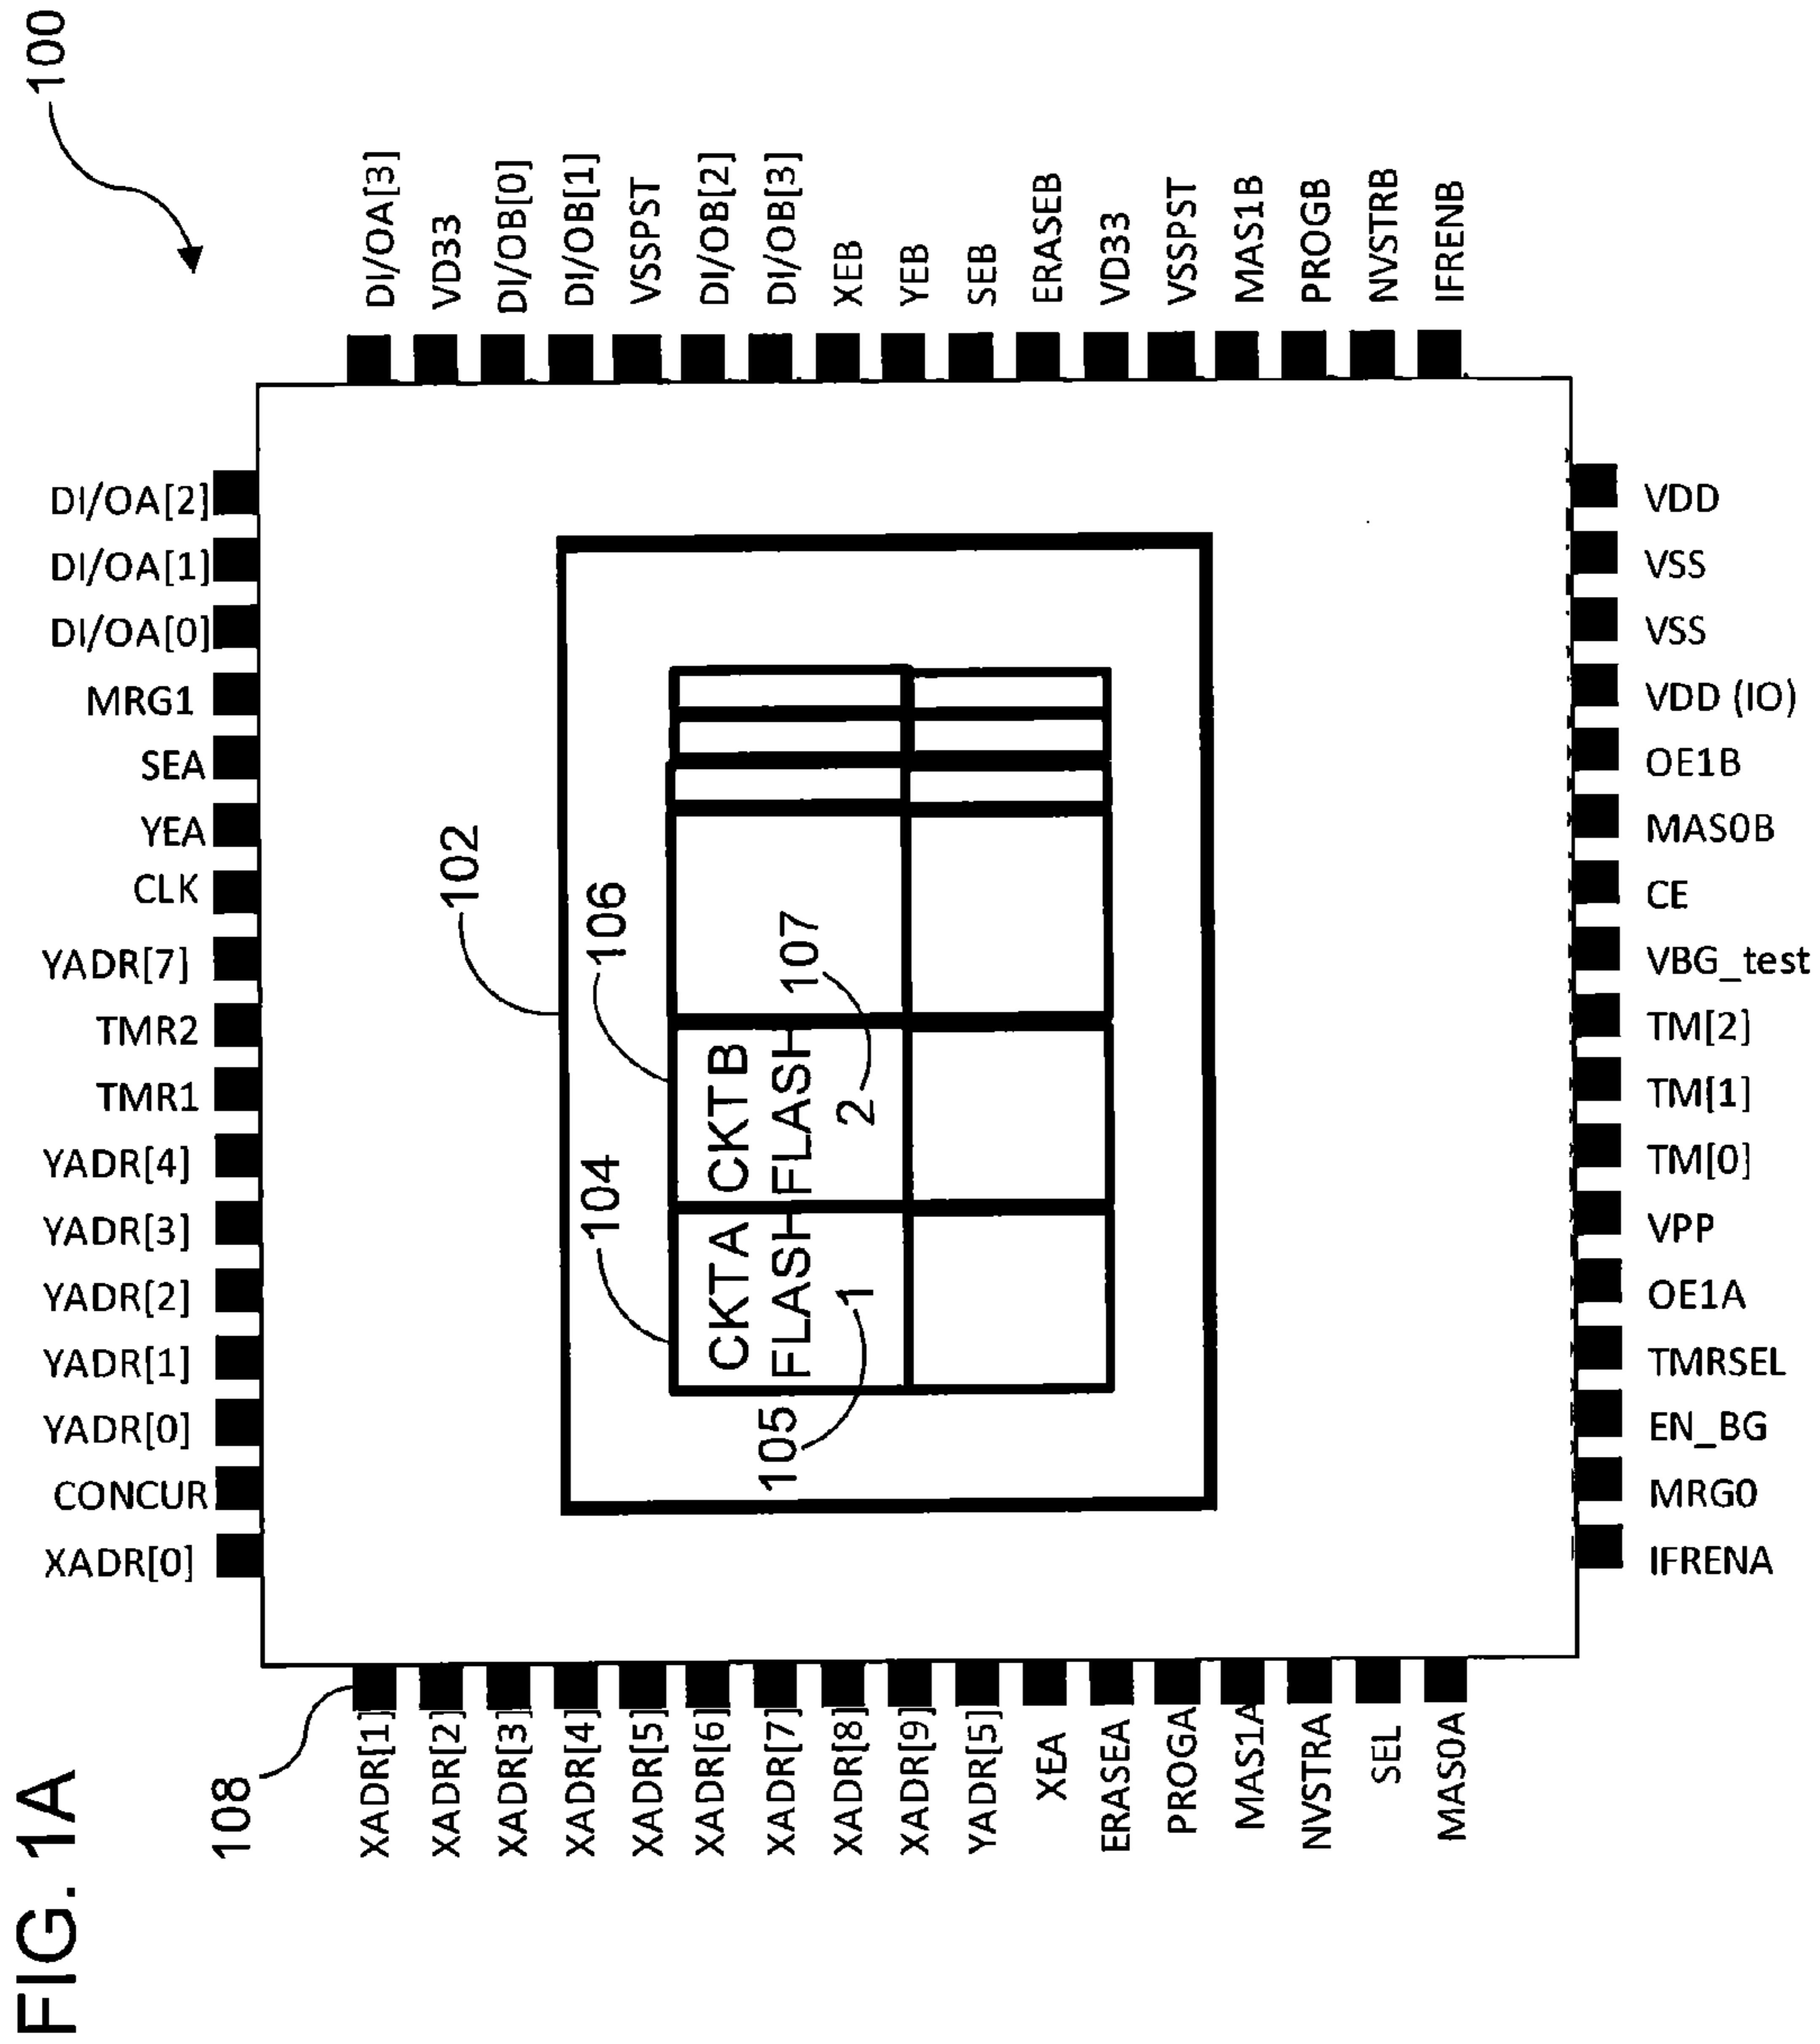 FIG. 1A
100
DI/OA[3]
VD33
DI/OB[0]
DI/OB[1]
VSSPST
DI/OB[2]
DI/OB[3]
XEB
YEB
SEB
ERASEB
VD33
VSSPST
MAS1B
PROGB
NVSTRB
IFRENB
DI/OA[2]
DI/OA[1]
DI/OA[0]
MRG1
SEA
YEA
CLK
YADR[7]
TMR2
TMR1
YADR[4]
YADR[3]
YADR[2]
YADR[1]
YADR[0]
CONCUR
XADR[0]
102
106
104
CKTA
FLASH
1
105
CKTB
FLASH
2
107
VDD
VSS
VSS
VDD (IO)
OE1B
MAS0B
CE
VBG_test
TM[2]
TM[1]
TM[0]
VPP
OE1A
TMRSEL
EN_BG
MRG0
IFRENA
108
XADR[1]
XADR[2]
XADR[3]
XADR[4]
XADR[5]
XADR[6]
XADR[7]
XADR[8]
XADR[9]
YADR[5]
XEA
ERASEA
PROGA
MAS1A
NVSTRA
SEL
MAS0A